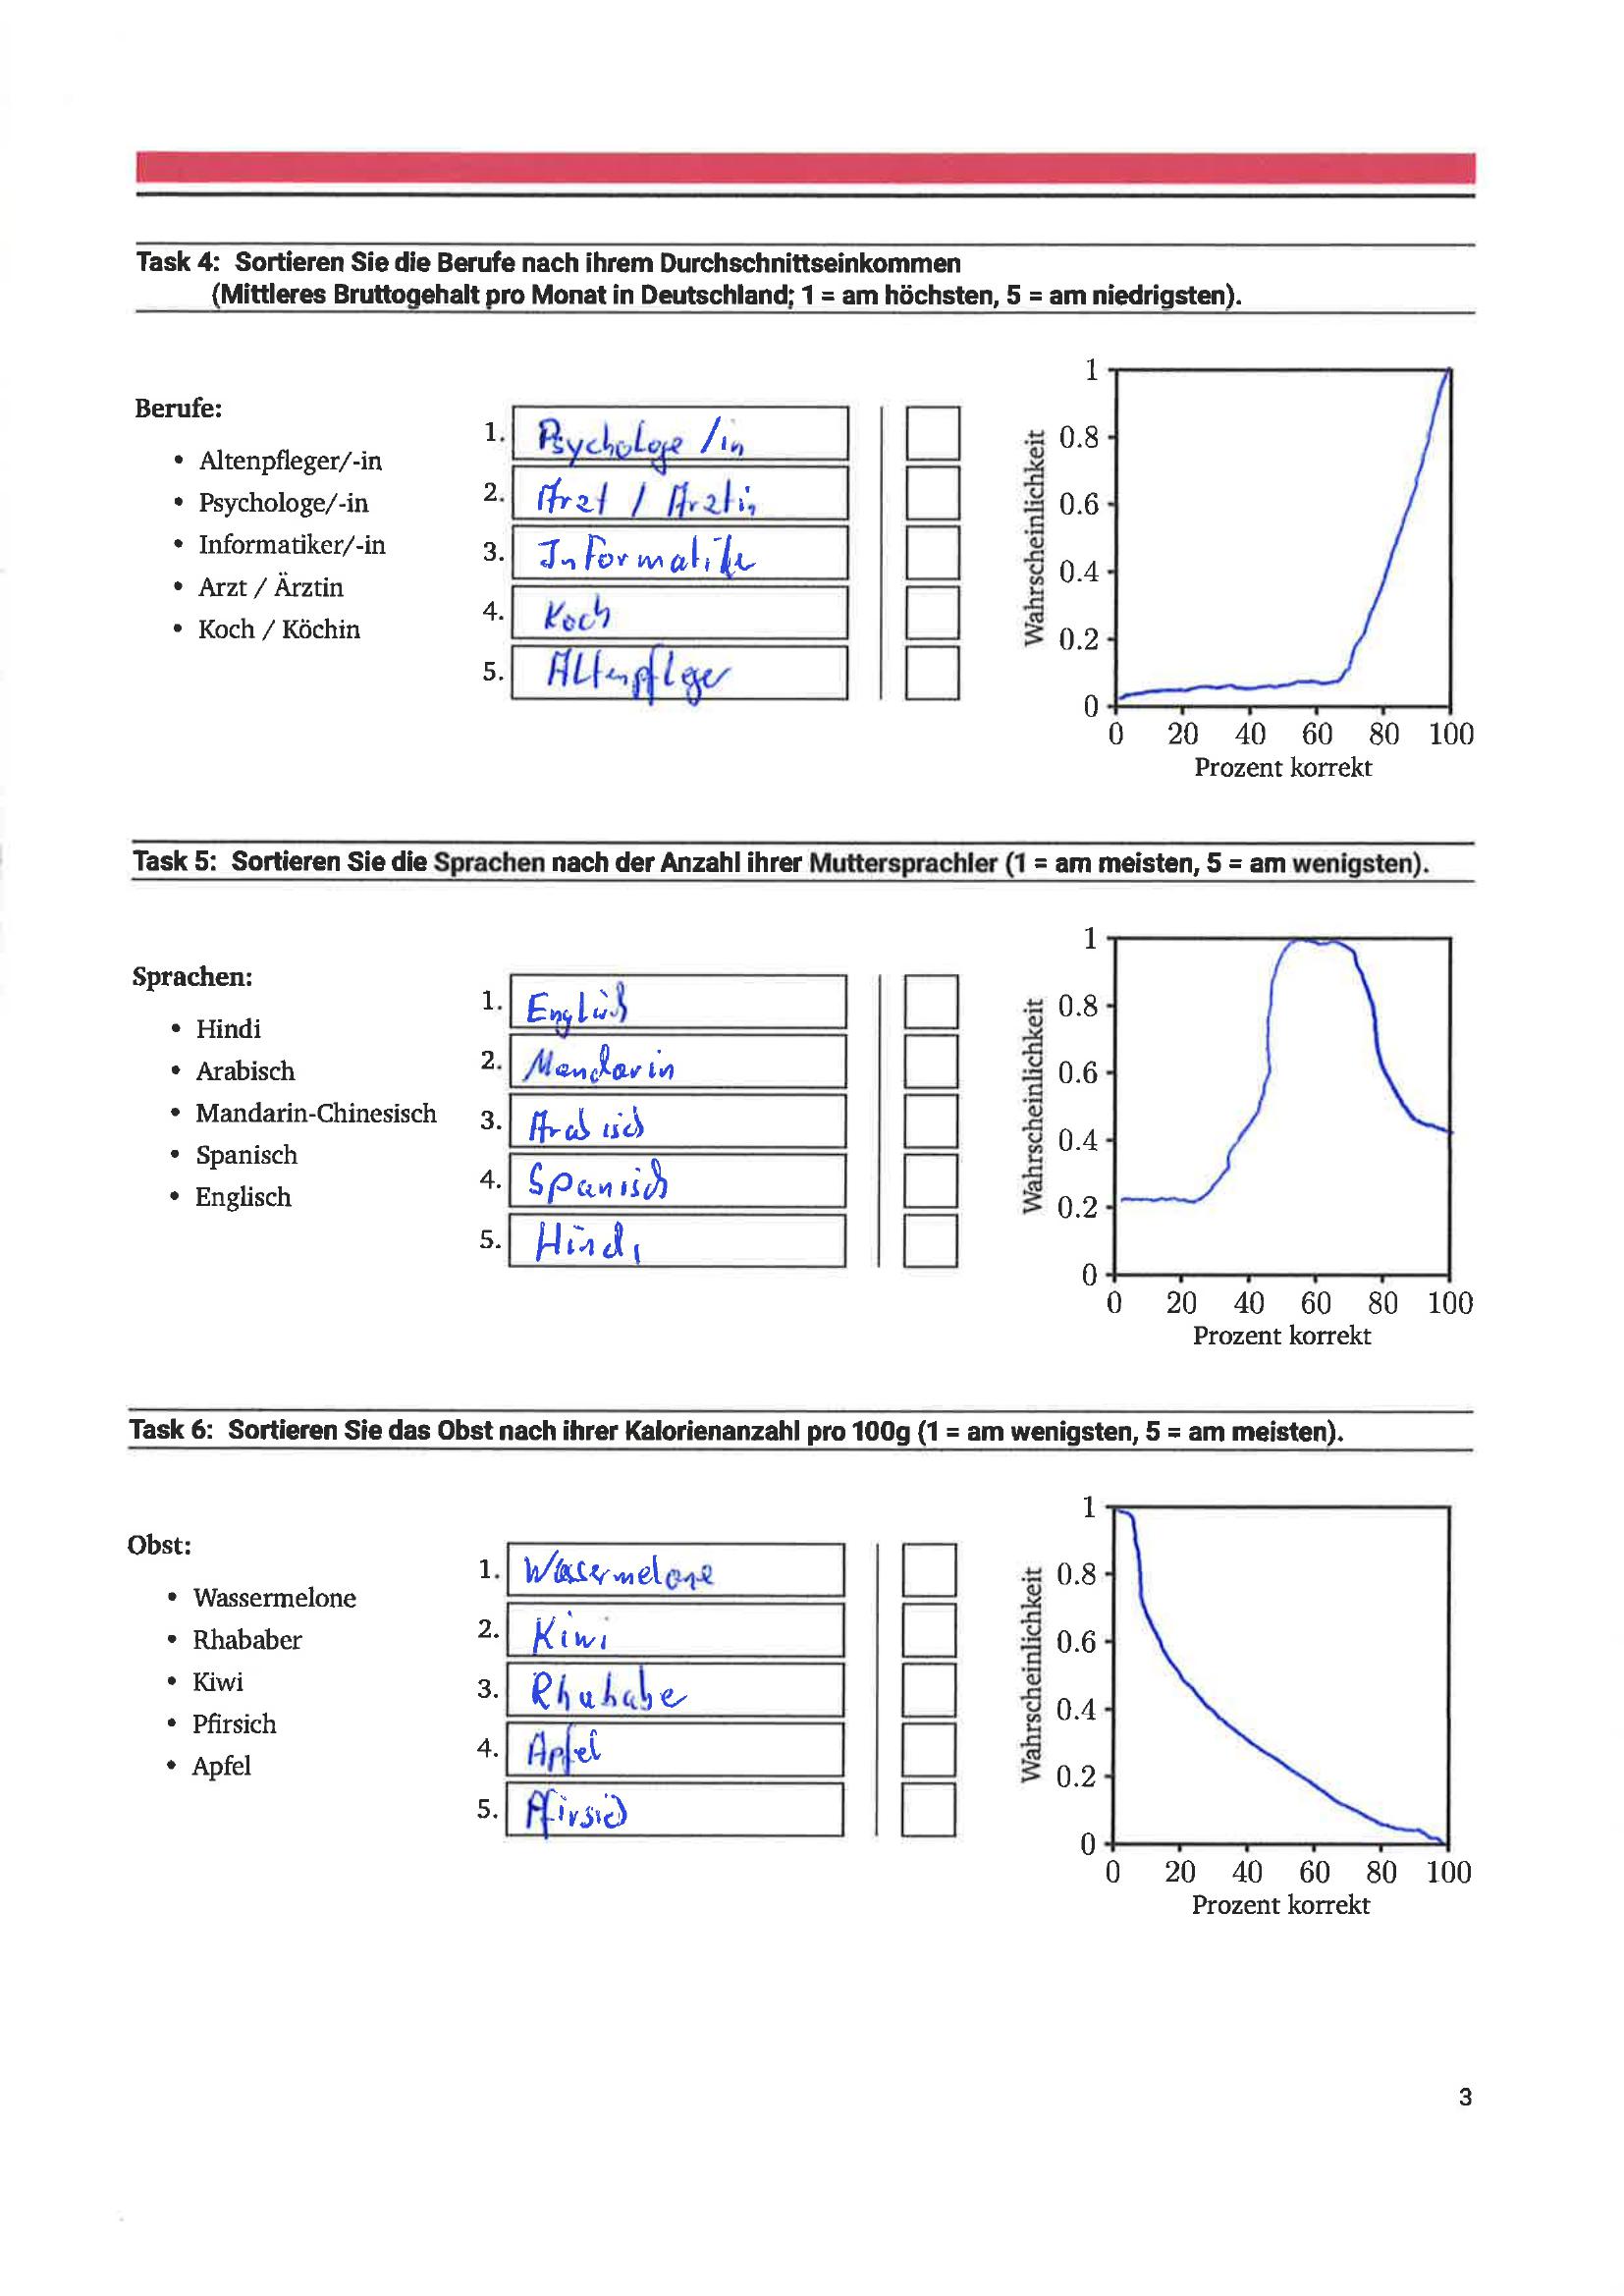 Task 4: Sortieren Sie die Berufe nach ihrem Durchschnittseinkommen
(Mittleres Bruttogehalt pro Monat in Deutschland; 1 = am höchsten, 5 = am niedrigsten).
Berufe:
• Altenpfleger/-in
• Psychologe/-in
• Informatiker/-in
• Arzt / Ärztin
• Koch / Köchin
1. Psychologe /in
2. Arzt / Arztin
3. Informatike
4. Koch
5. Altenpfleger
Wahrscheinlichkeit
1
0.8
0.6
0.4
0.2
0
0 20 40 60 80 100
Prozent korrekt
Task 5: Sortieren Sie die Sprachen nach der Anzahl ihrer Muttersprachler (1 = am meisten, 5 = am wenigsten).
Sprachen:
• Hindi
• Arabisch
• Mandarin-Chinesisch
• Spanisch
• Englisch
1. Englisch
2. Mandarin
3. Arabisch
4. Spanisch
5. Hindi
Wahrscheinlichkeit
1
0.8
0.6
0.4
0.2
0
0 20 40 60 80 100
Prozent korrekt
Task 6: Sortieren Sie das Obst nach ihrer Kalorienanzahl pro 100g (1 = am wenigsten, 5 = am meisten).
Obst:
• Wassermelone
• Rhababer
• Kiwi
• Pfirsich
• Apfel
1. Wassermelone
2. Kiwi
3. Rhababe
4. Apfel
5. Pfirsich
Wahrscheinlichkeit
1
0.8
0.6
0.4
0.2
0
0 20 40 60 80 100
Prozent korrekt
3